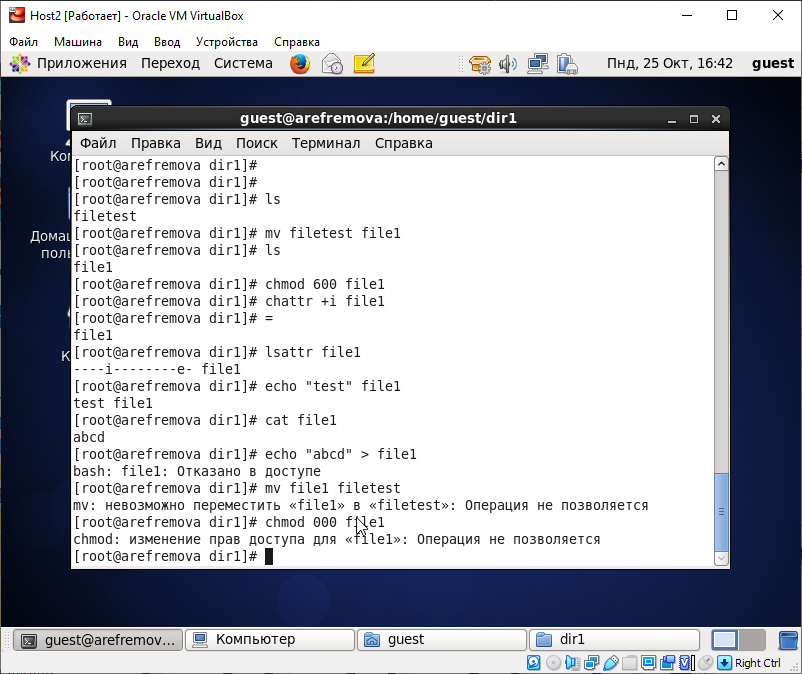 Host2 [Работает] - Oracle VM VirtualBox
Файл Машина Вид Ввод Устройства Справка
Приложения Переход Система Пнд, 25 Окт, 16:42 guest
guest@arefremova:/home/guest/dir1
Файл Правка Вид Поиск Терминал Справка
[root@arefremova dir1]#
[root@arefremova dir1]#
[root@arefremova dir1]# ls
filetest
[root@arefremova dir1]# mv filetest file1
[root@arefremova dir1]# ls
file1
[root@arefremova dir1]# chmod 600 file1
[root@arefremova dir1]# chattr +i file1
[root@arefremova dir1]# =
file1
[root@arefremova dir1]# lsattr file1
----i--------e- file1
[root@arefremova dir1]# echo "test" file1
test file1
[root@arefremova dir1]# cat file1
abcd
[root@arefremova dir1]# echo "abcd" > file1
bash: file1: Отказано в доступе
[root@arefremova dir1]# mv file1 filetest
mv: невозможно переместить «file1» в «filetest»: Операция не позволяется
[root@arefremova dir1]# chmod 000 file1
chmod: изменение прав доступа для «file1»: Операция не позволяется
[root@arefremova dir1]#
guest@arefremov... Компьютер guest dir1
Right Ctrl